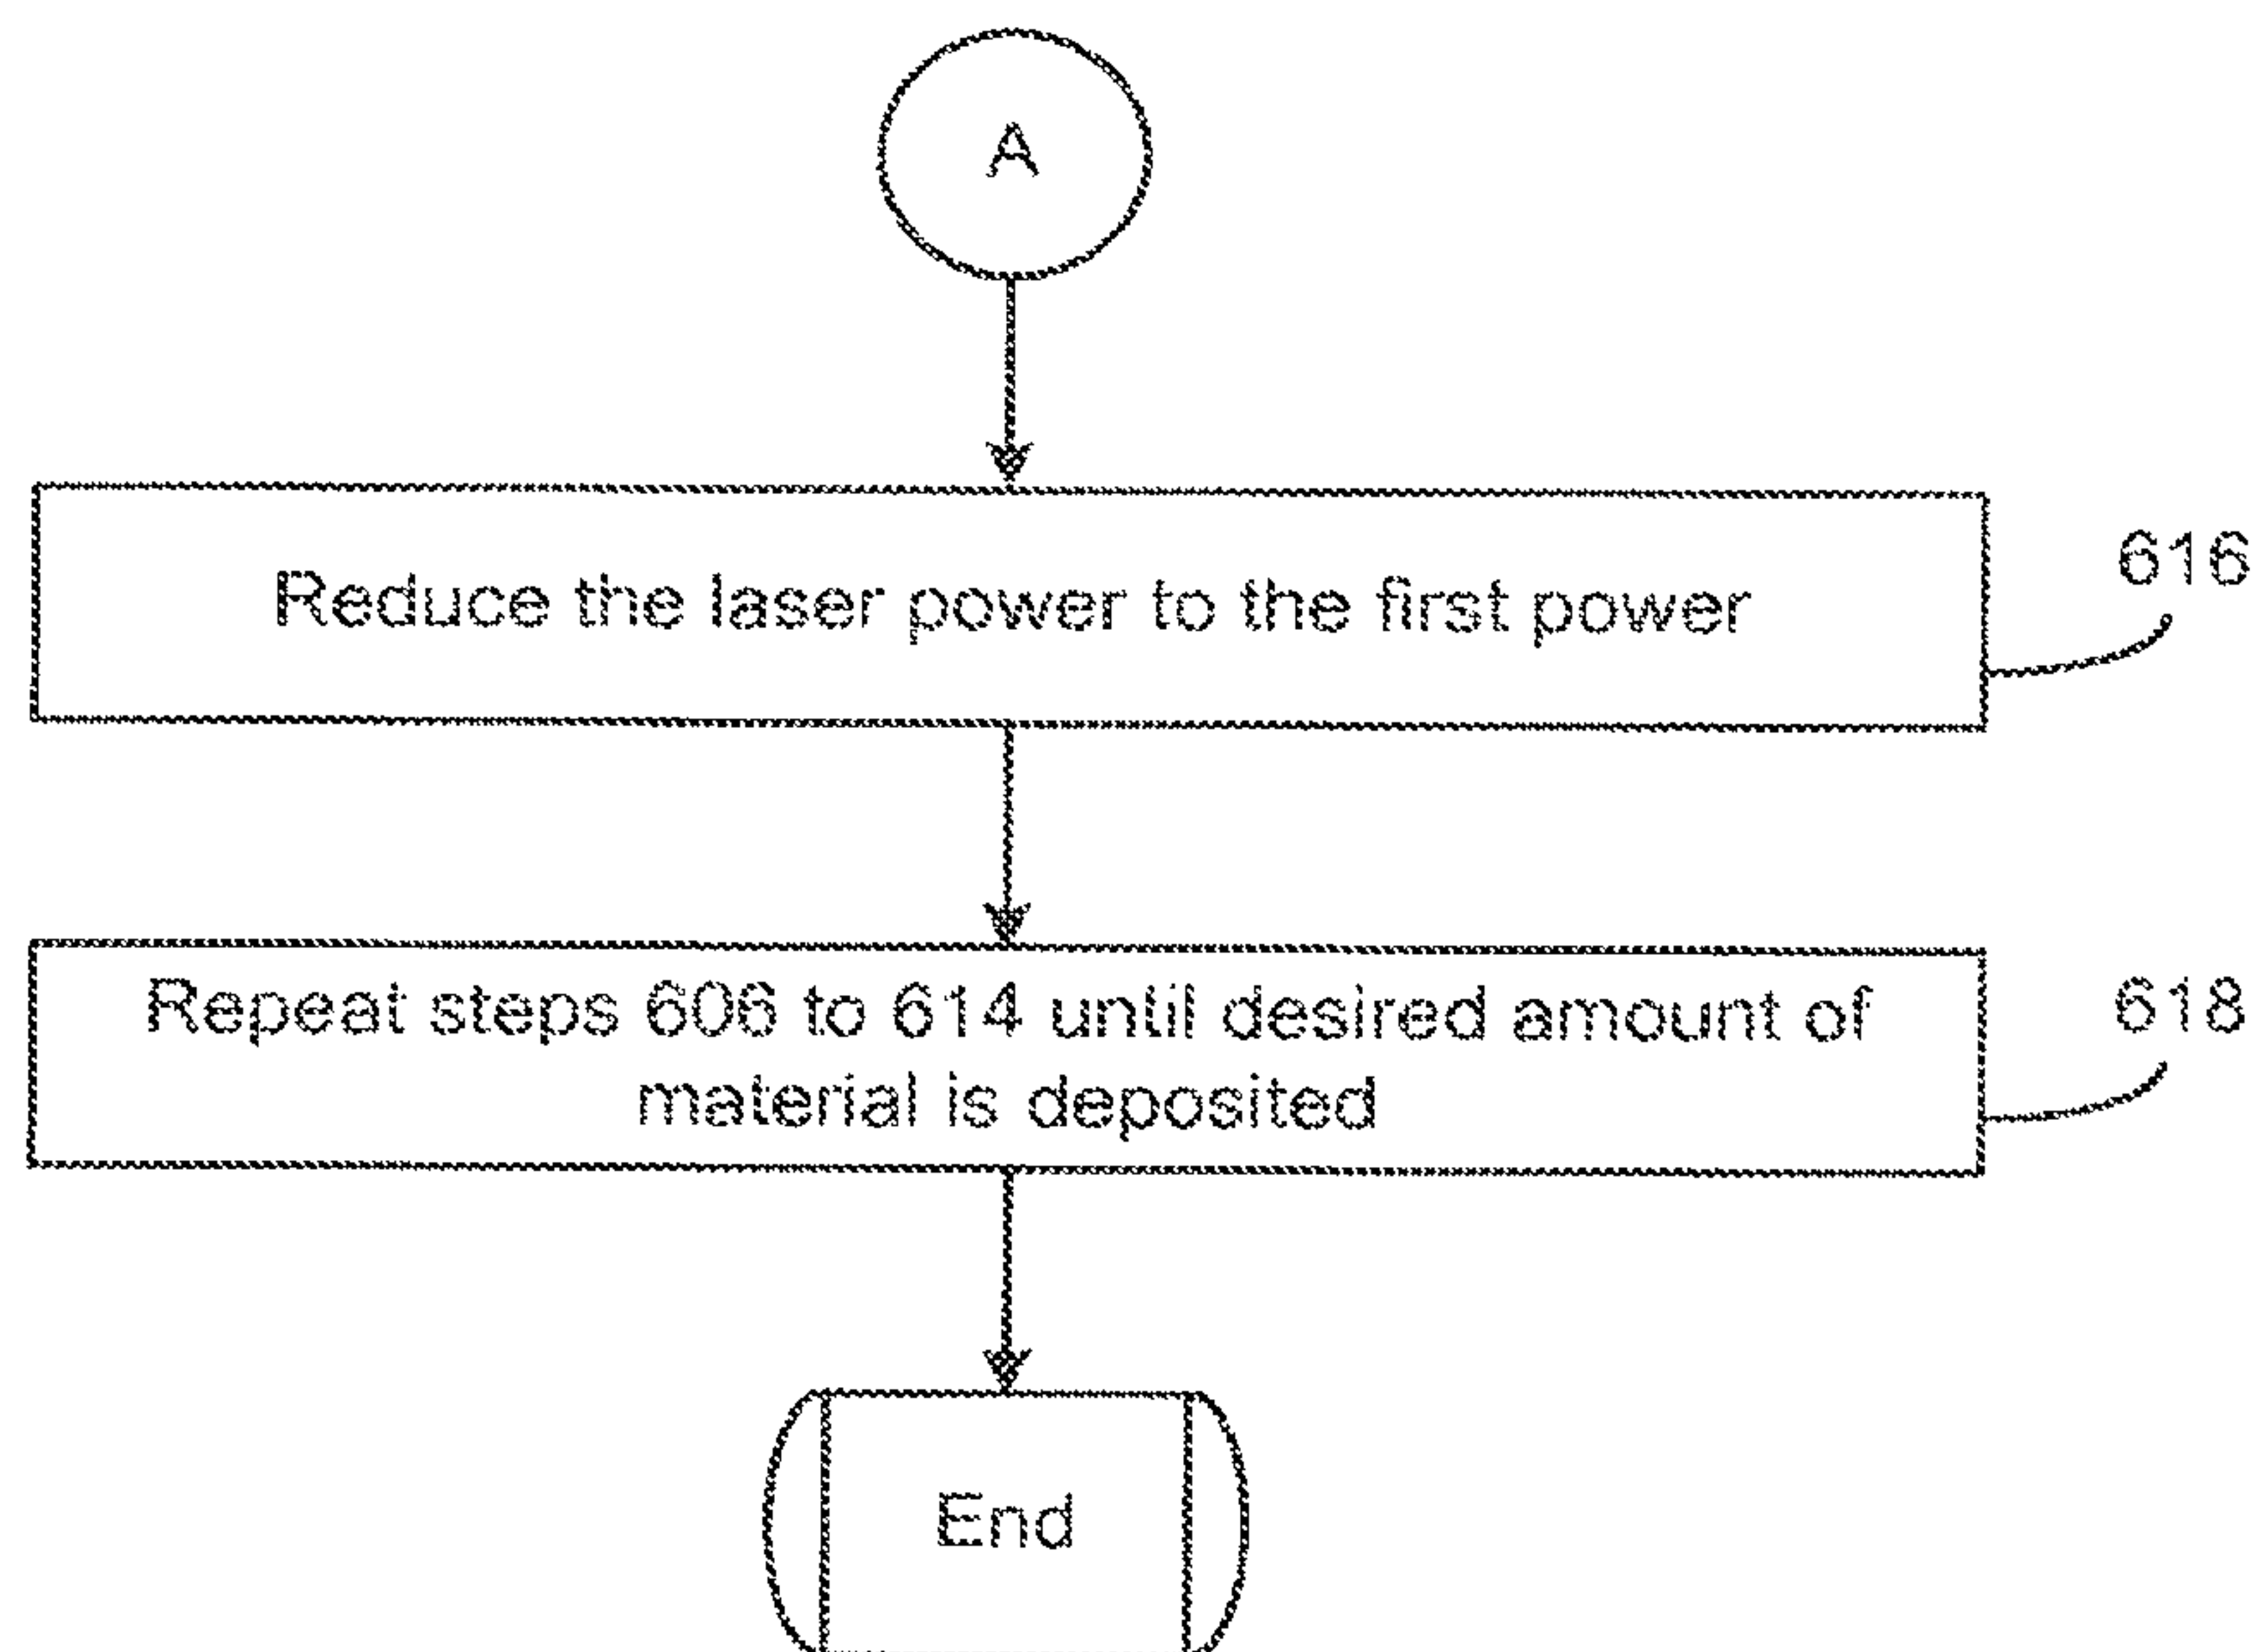 A
Reduce the laser power to the first power
616
Repeat steps 606 to 614 until desired amount of
material is deposited
618
End